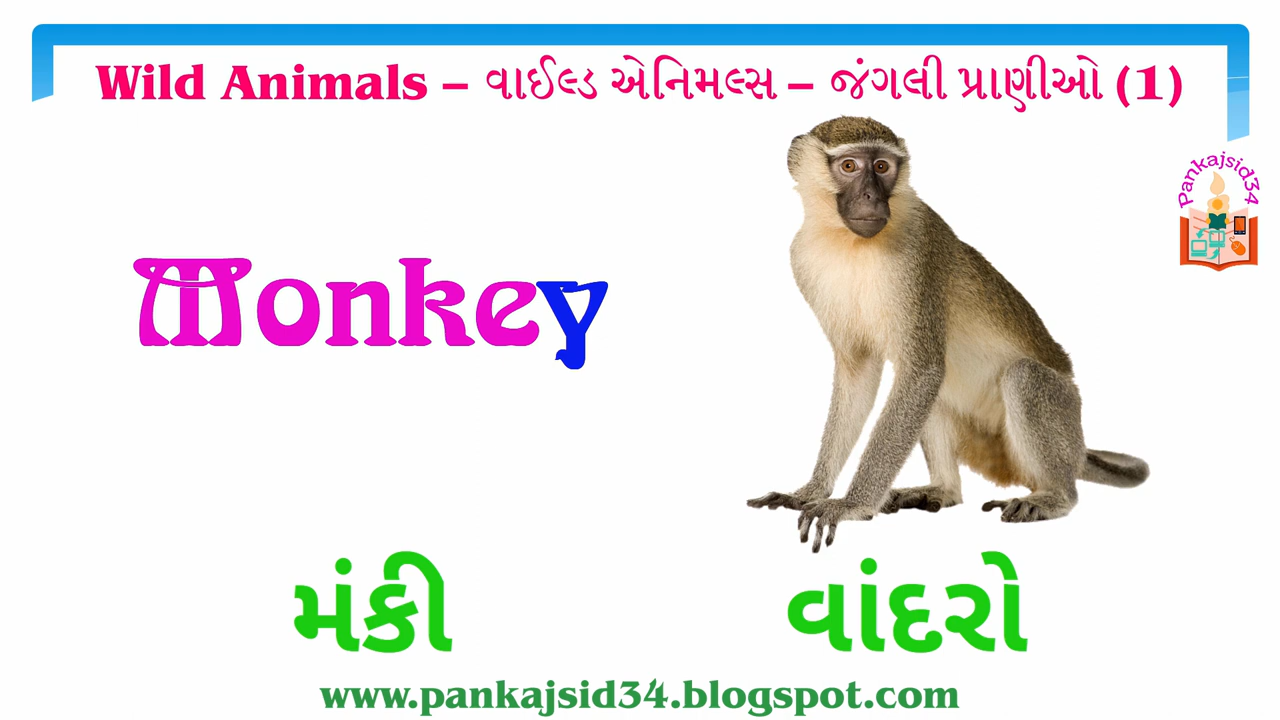 Wild Animals – વાઈલ્ડ એનિમલ્સ – જંગલી પ્રાણીઓ (1)
Pankajsid34
Monkey
મંકી વાંદરો
www.pankajsid34.blogspot.com